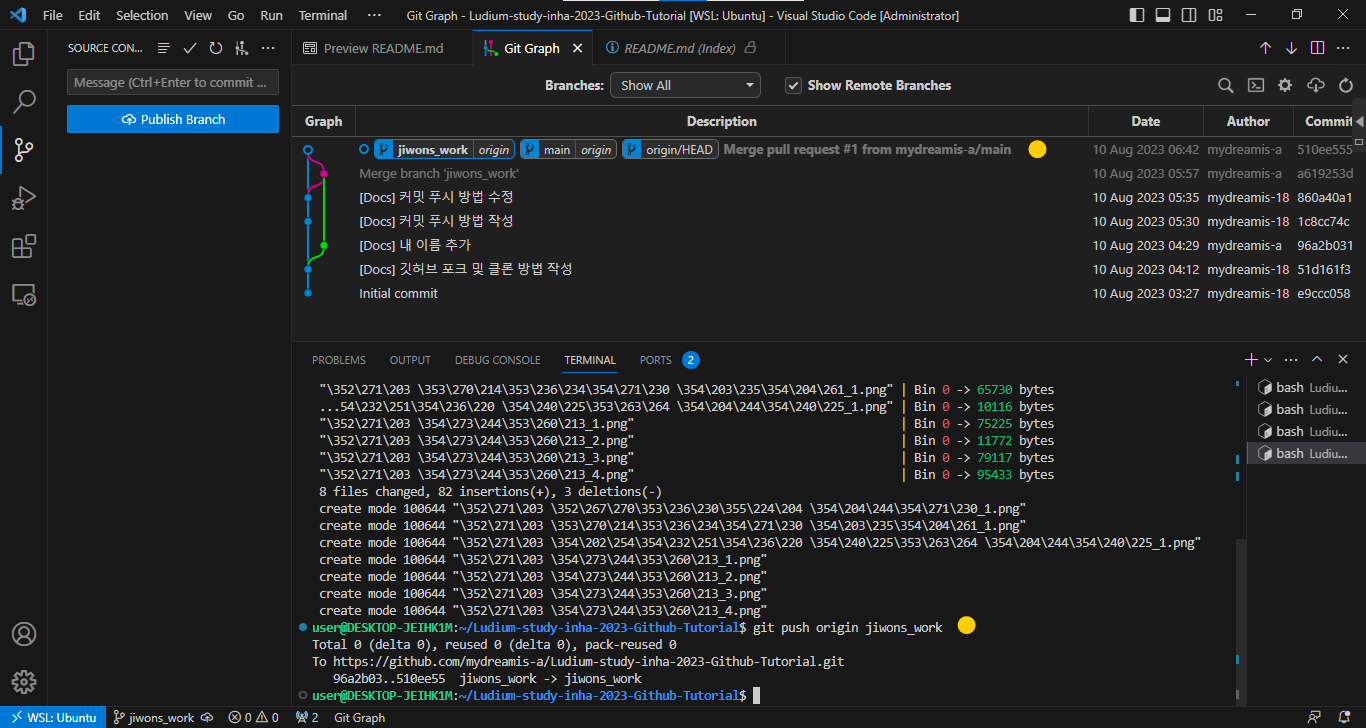 File Edit Selection View Go Run Terminal ··· Git Graph - Ludium-study-inha-2023-Github-Tutorial [WSL: Ubuntu] - Visual Studio Code [Administrator]
SOURCE CON...
Message (Ctrl+Enter to commit ...
Publish Branch
Preview README.md
Git Graph
README.md (Index)
Branches: Show All Show Remote Branches
Graph Description Date Author Commit
jiwons_work origin main origin origin/HEAD Merge pull request #1 from mydreamis-a/main 10 Aug 2023 06:42 mydreamis-a 510ee555
Merge branch 'jiwons_work' 10 Aug 2023 05:57 mydreamis-a a619253d
[Docs] 커밋 푸시 방법 수정 10 Aug 2023 05:35 mydreamis-18 860a40a1
[Docs] 커밋 푸시 방법 작성 10 Aug 2023 05:30 mydreamis-18 1c8cc74c
[Docs] 내 이름 추가 10 Aug 2023 04:29 mydreamis-a 96a2b031
[Docs] 깃허브 포크 및 클론 방법 작성 10 Aug 2023 04:12 mydreamis-18 51d161f3
Initial commit 10 Aug 2023 03:27 mydreamis-18 e9ccc058
PROBLEMS OUTPUT DEBUG CONSOLE TERMINAL PORTS 2
"\352\271\203 \353\270\214\353\236\234\354\271\230 \354\203\235\354\204\261_1.png" | Bin 0 -> 65730 bytes
...54\232\251\354\236\220 \354\240\225\353\263\264 \354\204\244\354\240\225_1.png" | Bin 0 -> 10116 bytes
"\352\271\203 \354\273\244\353\260\213_1.png" | Bin 0 -> 75225 bytes
"\352\271\203 \354\273\244\353\260\213_2.png" | Bin 0 -> 11772 bytes
"\352\271\203 \354\273\244\353\260\213_3.png" | Bin 0 -> 79117 bytes
"\352\271\203 \354\273\244\353\260\213_4.png" | Bin 0 -> 95433 bytes
8 files changed, 82 insertions(+), 3 deletions(-)
create mode 100644 "\352\271\203 \352\267\270\353\236\230\355\224\204 \354\204\244\354\271\230_1.png"
create mode 100644 "\352\271\203 \353\270\214\353\236\234\354\271\230 \354\203\235\354\204\261_1.png"
create mode 100644 "\352\271\203 \354\202\254\354\232\251\354\236\220 \354\240\225\353\263\264 \354\204\244\354\240\225_1.png"
create mode 100644 "\352\271\203 \354\273\244\353\260\213_1.png"
create mode 100644 "\352\271\203 \354\273\244\353\260\213_2.png"
create mode 100644 "\352\271\203 \354\273\244\353\260\213_3.png"
create mode 100644 "\352\271\203 \354\273\244\353\260\213_4.png"
user@DESKTOP-JEIHK1M:~/Ludium-study-inha-2023-Github-Tutorial$ git push origin jiwons_work
Total 0 (delta 0), reused 0 (delta 0), pack-reused 0
To https://github.com/mydreamis-a/Ludium-study-inha-2023-Github-Tutorial.git
96a2b03..510ee55 jiwons_work -> jiwons_work
user@DESKTOP-JEIHK1M:~/Ludium-study-inha-2023-Github-Tutorial$
bash Ludiu...
bash Ludiu...
bash Ludiu...
bash Ludiu...
WSL: Ubuntu jiwons_work 0 0 2 Git Graph